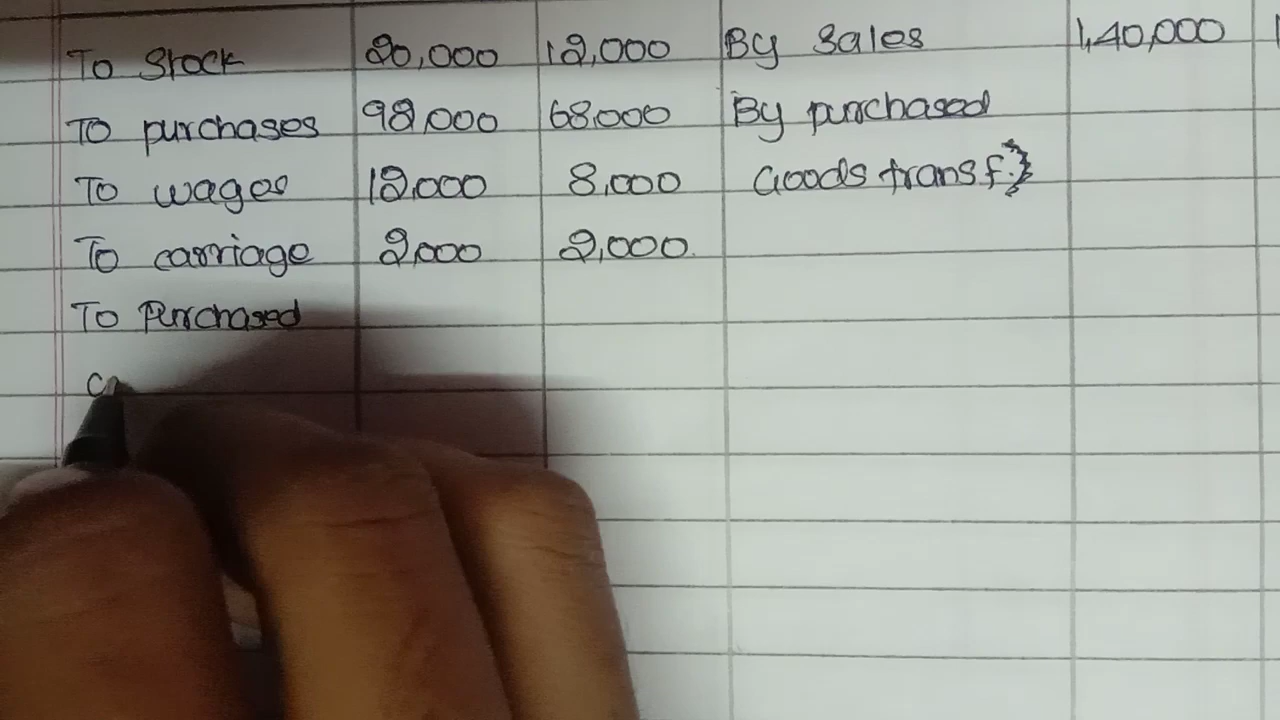 To Stock 20,000 12,000 By Sales 1,40,000
To purchases 92,000 68,000 By purchased
To wages 12,000 8,000 Goods transf.}
To carriage 2,000 2,000.
To Purchased